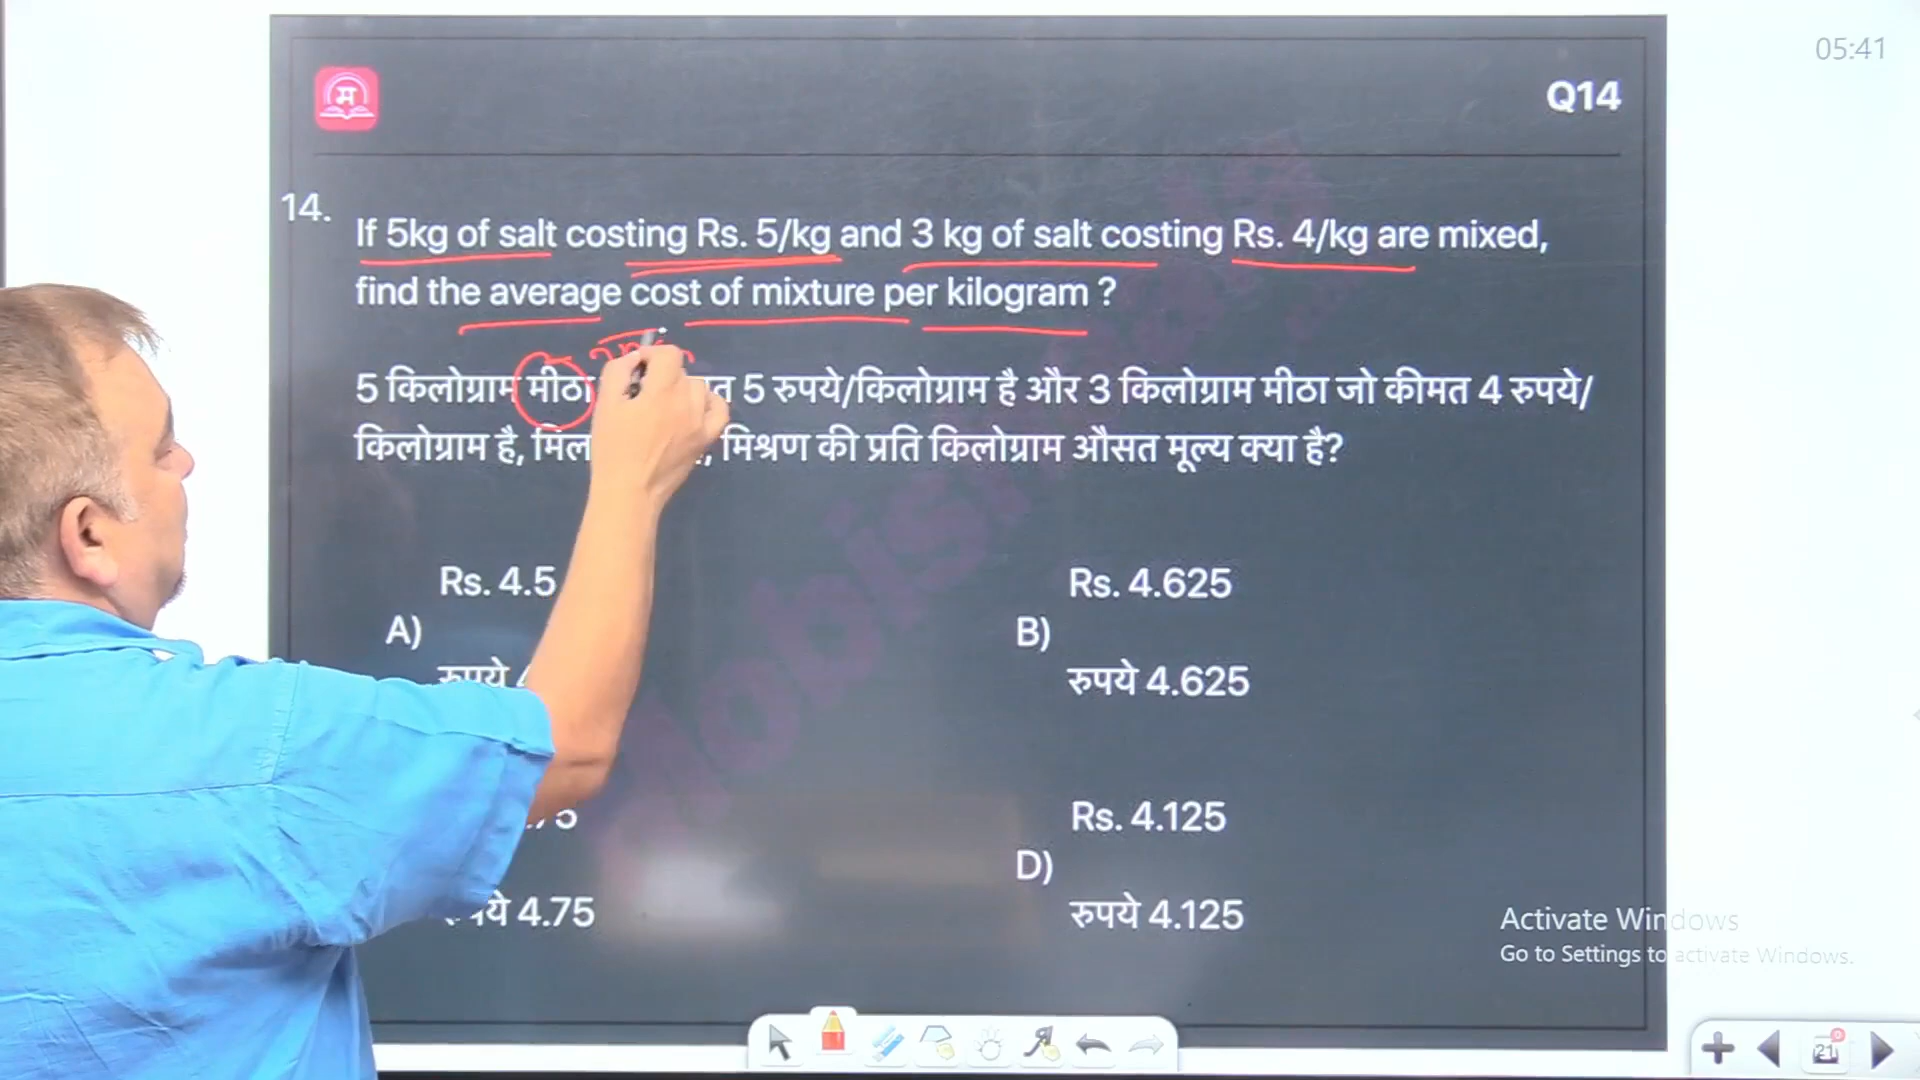 05:41
म
Q14
14.
If 5kg of salt costing Rs. 5/kg and 3 kg of salt costing Rs. 4/kg are mixed,
find the average cost of mixture per kilogram ?
5 किलोग्राम मीठा 5 रुपये/किलोग्राम है और 3 किलोग्राम मीठा जो कीमत 4 रुपये/
किलोग्राम है, मिश्रण की प्रति किलोग्राम औसत मूल्य क्या है?
Rs. 4.5
A)
रुपये
Rs. 4.625
B)
रुपये 4.625
4.75
Rs. 4.125
D)
रुपये 4.125
Activate Windows
Go to Settings to activate Windows.
21